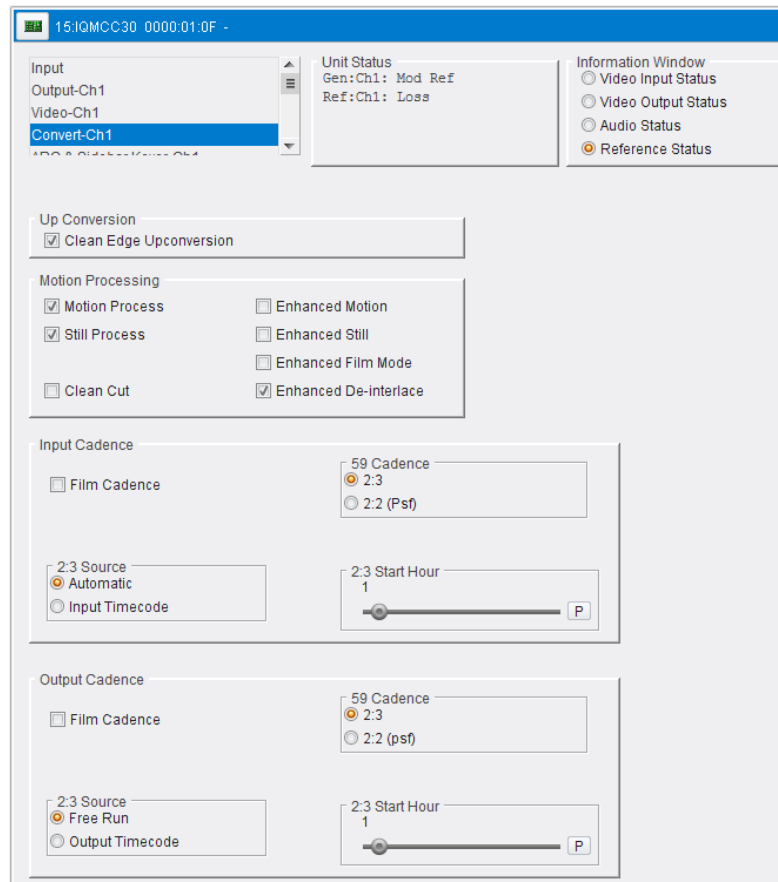 15:IQMCC30 0000:01:0F -
Input
Output-Ch1
Video-Ch1
Convert-Ch1
Unit Status
Gen:Ch1: Mod Ref
Ref:Ch1: Loss
Information Window
Video Input Status
Video Output Status
Audio Status
Reference Status
Up Conversion
Clean Edge Upconversion
Motion Processing
Motion Process
Enhanced Motion
Still Process
Enhanced Still
Enhanced Film Mode
Clean Cut
Enhanced De-interlace
Input Cadence
Film Cadence
59 Cadence
2:3
2:2 (Psf)
2:3 Source
Automatic
Input Timecode
2:3 Start Hour
1
P
Output Cadence
Film Cadence
59 Cadence
2:3
2:2 (psf)
2:3 Source
Free Run
Output Timecode
2:3 Start Hour
1
P